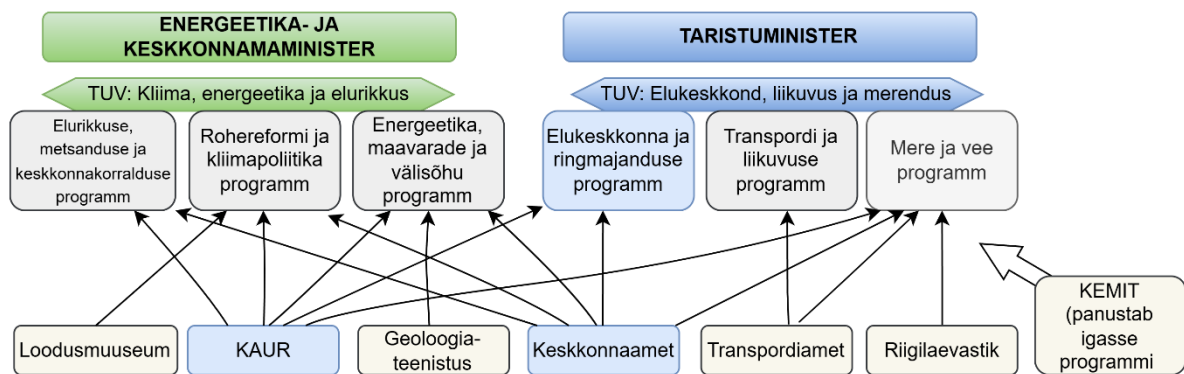 ENERGEETIKA- JA
KESKKONNAMAMINISTER
TARISTUMINISTER
TUV: Kliima, energeetika ja elurikkus
TUV: Elukeskkond, liikuvus ja merendus
Elurikkuse,
metsanduse ja
keskkonnakorralduse
programm
Rohereformi ja
kliimapoliitika
programm
Energeetika,
maavarade ja
välisõhu
programm
Elukeskkonna ja
ringmajanduse
programm
Transpordi ja
liikuvuse
programm
Mere ja vee
programm
Loodusmuuseum
KAUR
Geoloogia-
teenistus
Keskkonnaamet
Transpordiamet
Riigilaevastik
KEMIT
(panustab
igasse
programmi